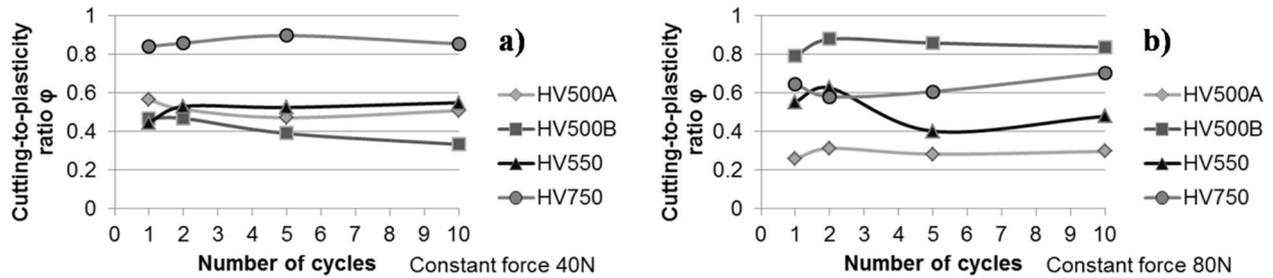 Cutting-to-plasticity
ratio φ
1
0.8
0.6
0.4
0.2
0
0 1 2 3 4 5 6 7 8 9 10
Number of cycles
Constant force 40N
a)
HV500A
HV500B
HV550
HV750
Cutting-to-plasticity
ratio φ
1
0.8
0.6
0.4
0.2
0
0 1 2 3 4 5 6 7 8 9 10
Number of cycles
Constant force 80N
b)
HV500A
HV500B
HV550
HV750